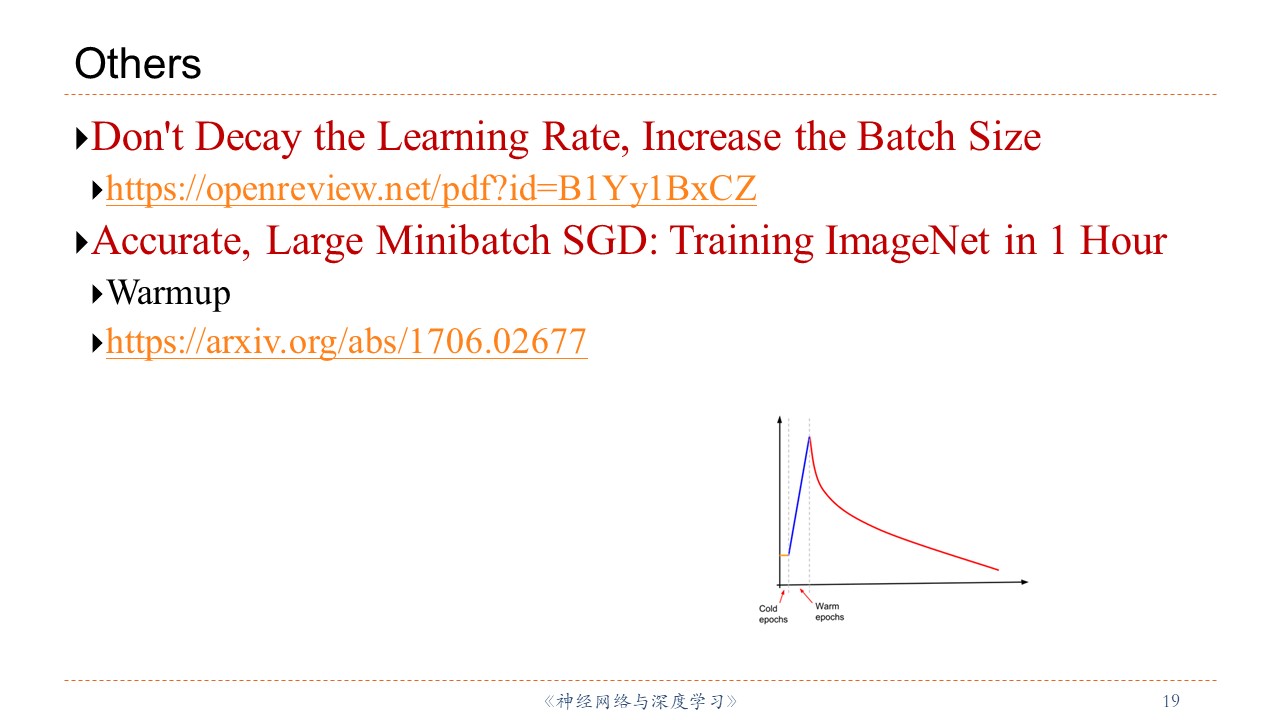 Others
Don't Decay the Learning Rate, Increase the Batch Size
https://openreview.net/pdf?id=B1Yy1BxCZ
Accurate, Large Minibatch SGD: Training ImageNet in 1 Hour
Warmup
https://arxiv.org/abs/1706.02677
Cold
epochs
Warm
epochs
《神经网络与深度学习》
19